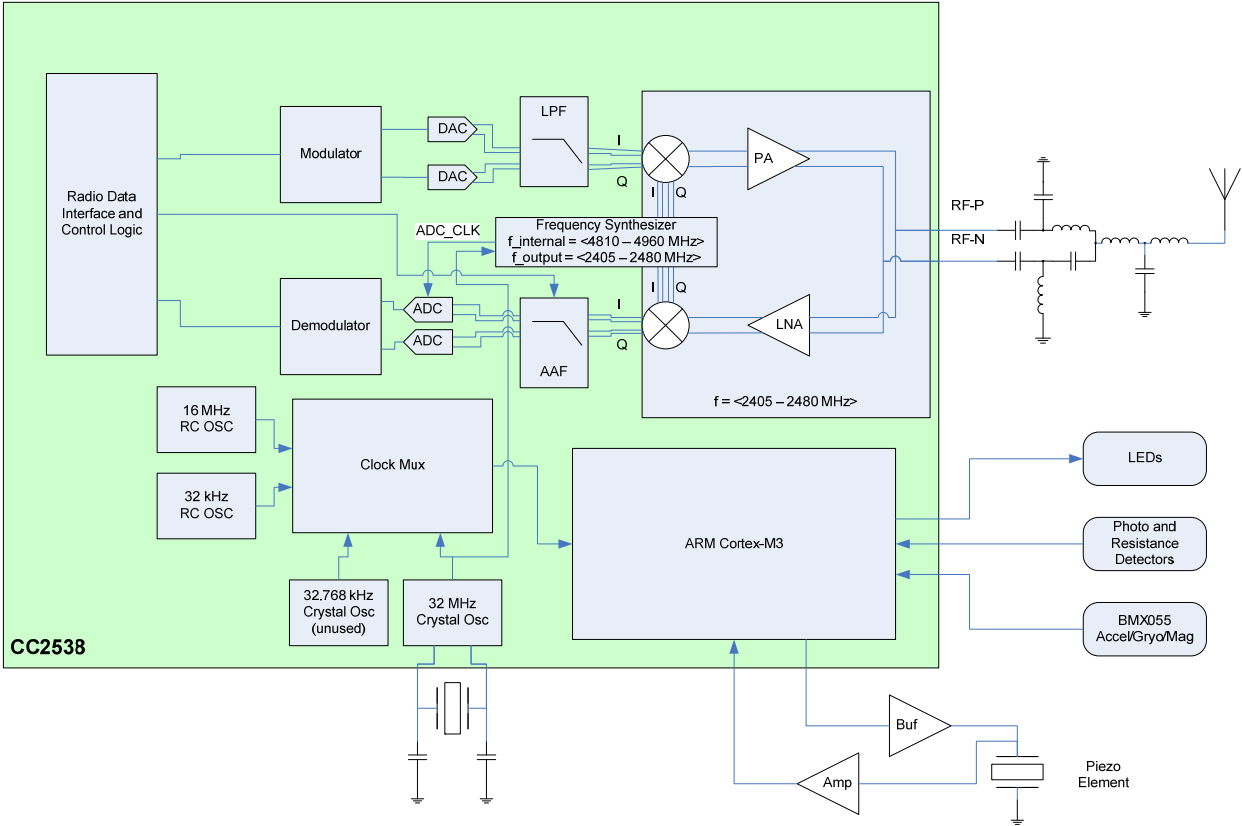 LPF
DAC
Modulator
DAC
I
Q
PA
Radio Data
Interface and
Control Logic
I
Q
RF-P
RF-N
ADC_CLK
Frequency Synthesizer
f_internal = <4810 – 4960 MHz>
f_output = <2405 – 2480 MHz>
I
Q
Demodulator
ADC
ADC
I
Q
LNA
AAF
f = <2405 – 2480 MHz>
16 MHz
RC OSC
32 kHz
RC OSC
Clock Mux
ARM Cortex-M3
LEDs
Photo and
Resistance
Detectors
BMX055
Accel/Gryo/Mag
32.768 kHz
Crystal Osc
(unused)
32 MHz
Crystal Osc
CC2538
Buf
Amp
Piezo
Element